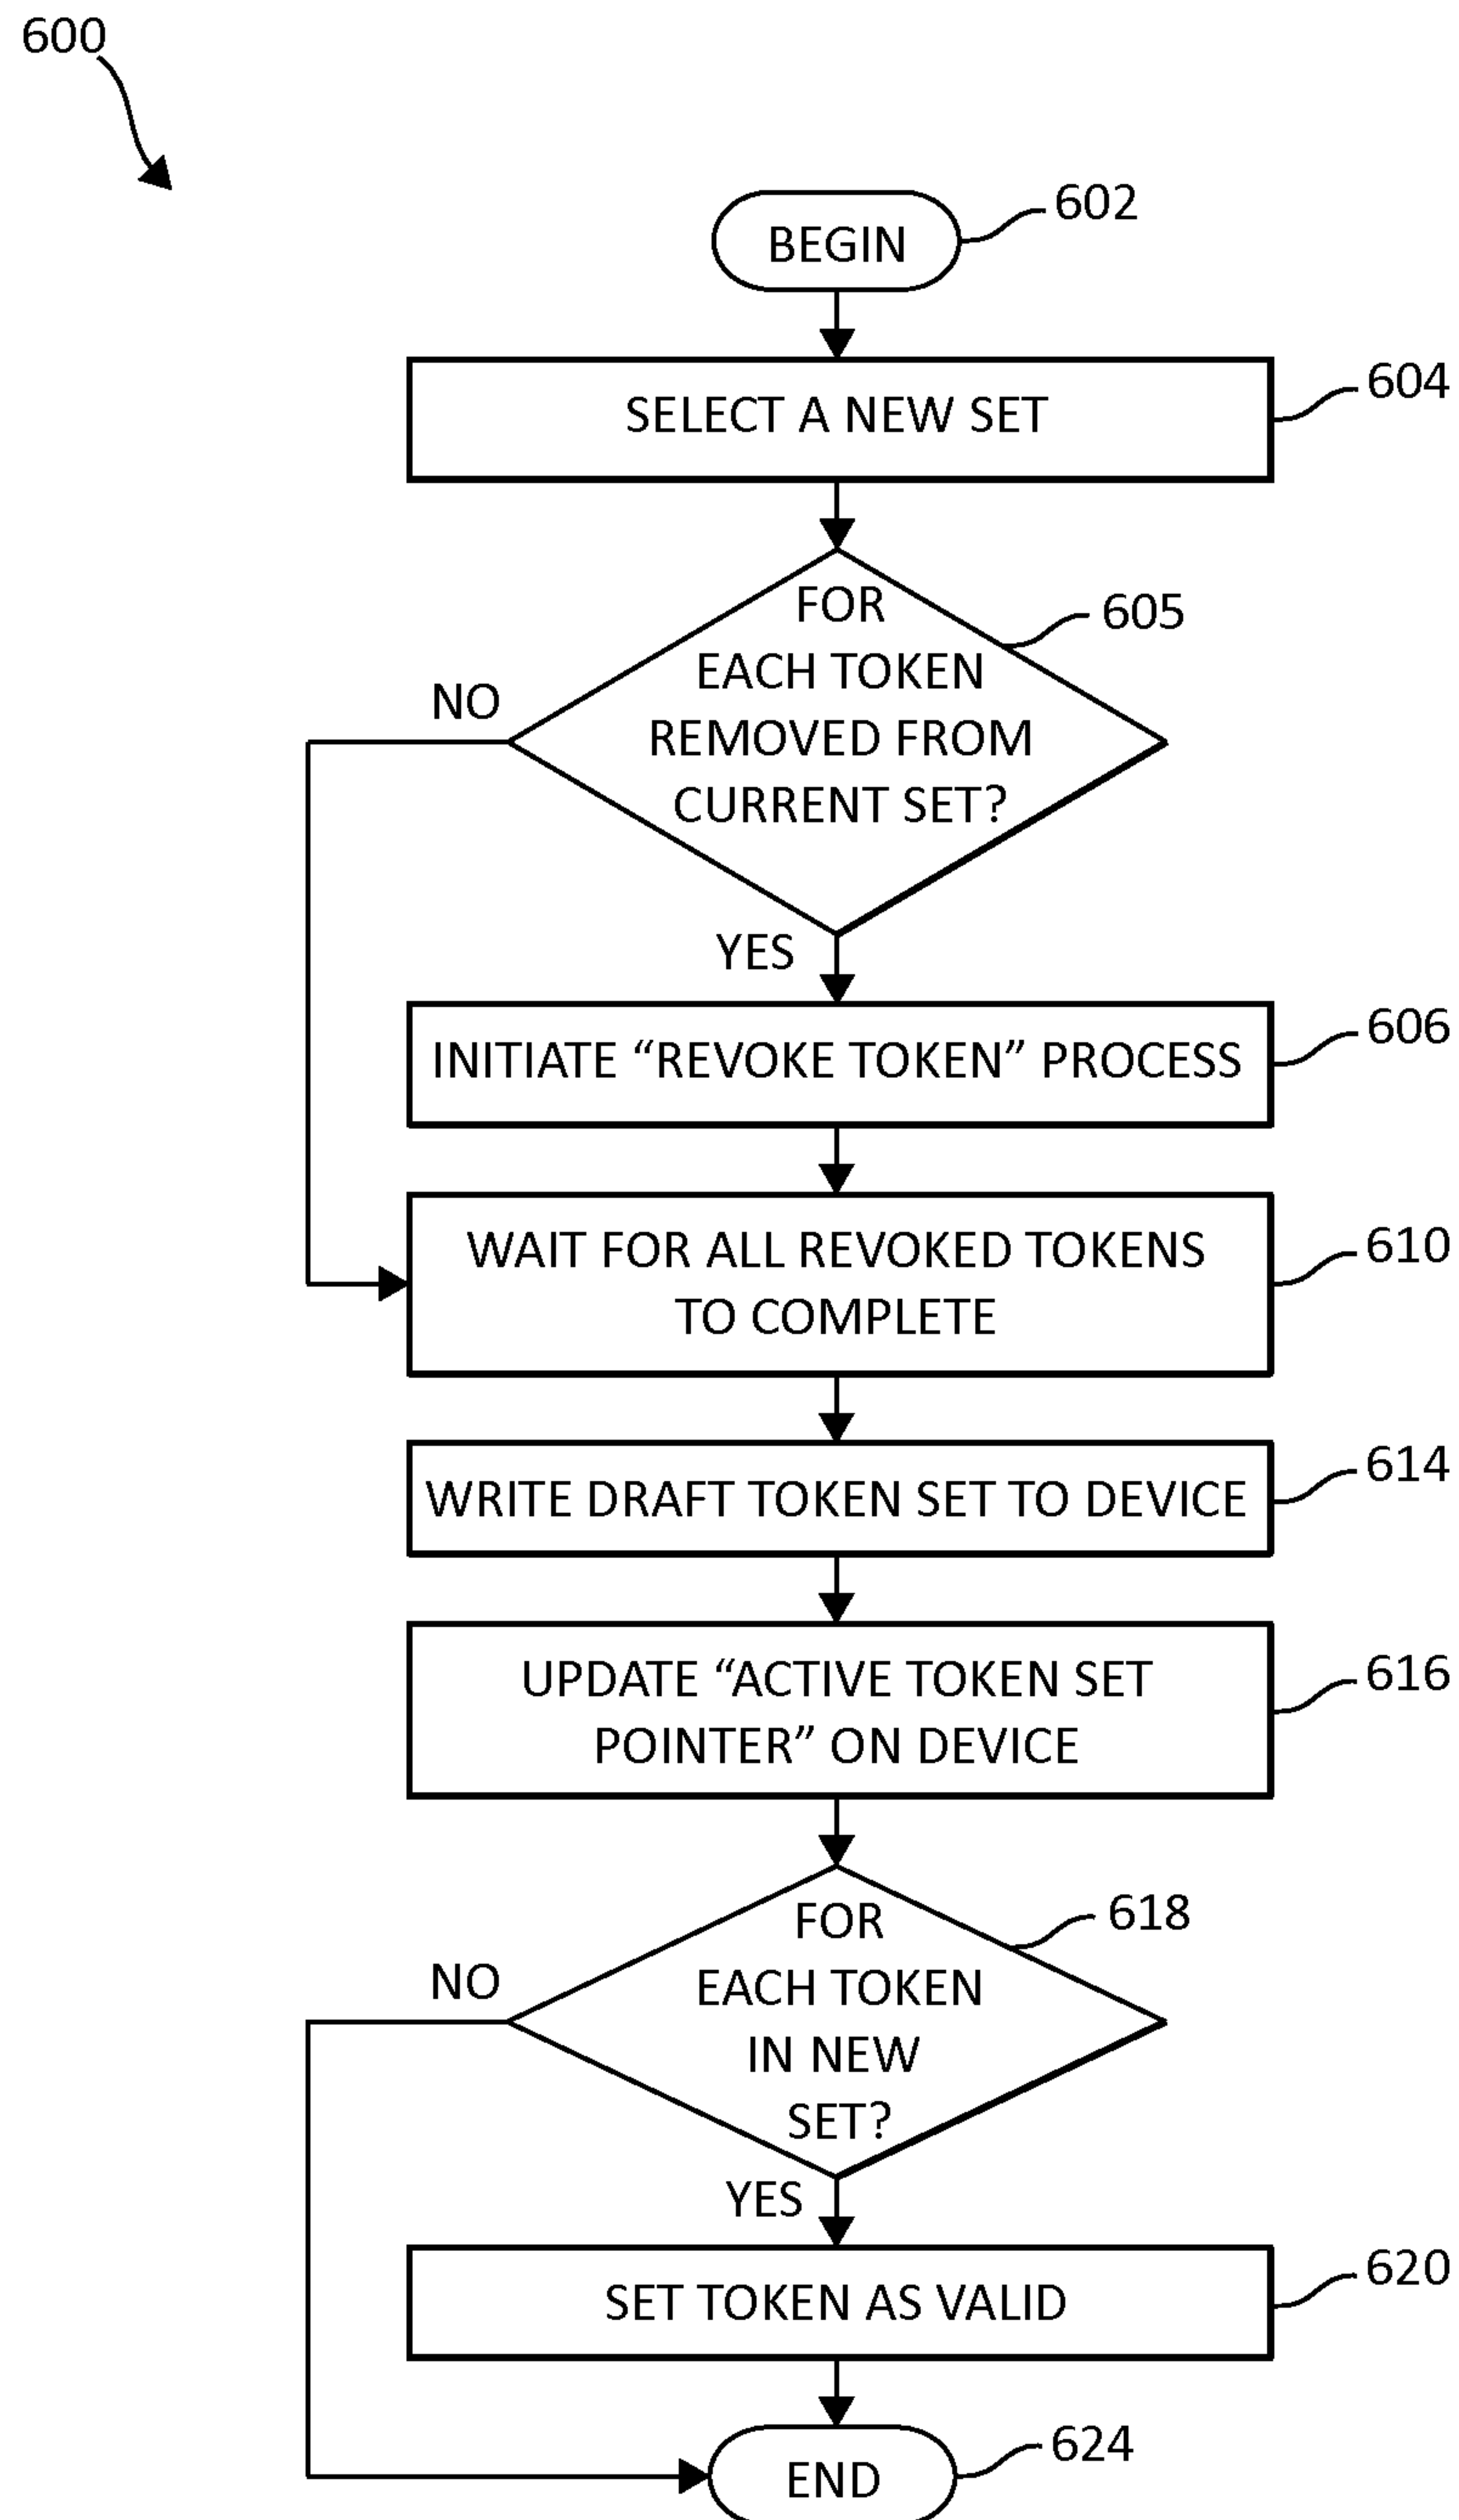 600
BEGIN
602
SELECT A NEW SET
604
FOR
EACH TOKEN
REMOVED FROM
CURRENT SET?
605
NO
YES
INITIATE “REVOKE TOKEN” PROCESS
606
WAIT FOR ALL REVOKED TOKENS
TO COMPLETE
610
WRITE DRAFT TOKEN SET TO DEVICE
614
UPDATE “ACTIVE TOKEN SET
POINTER” ON DEVICE
616
FOR
EACH TOKEN
IN NEW
SET?
618
NO
YES
SET TOKEN AS VALID
620
END
624